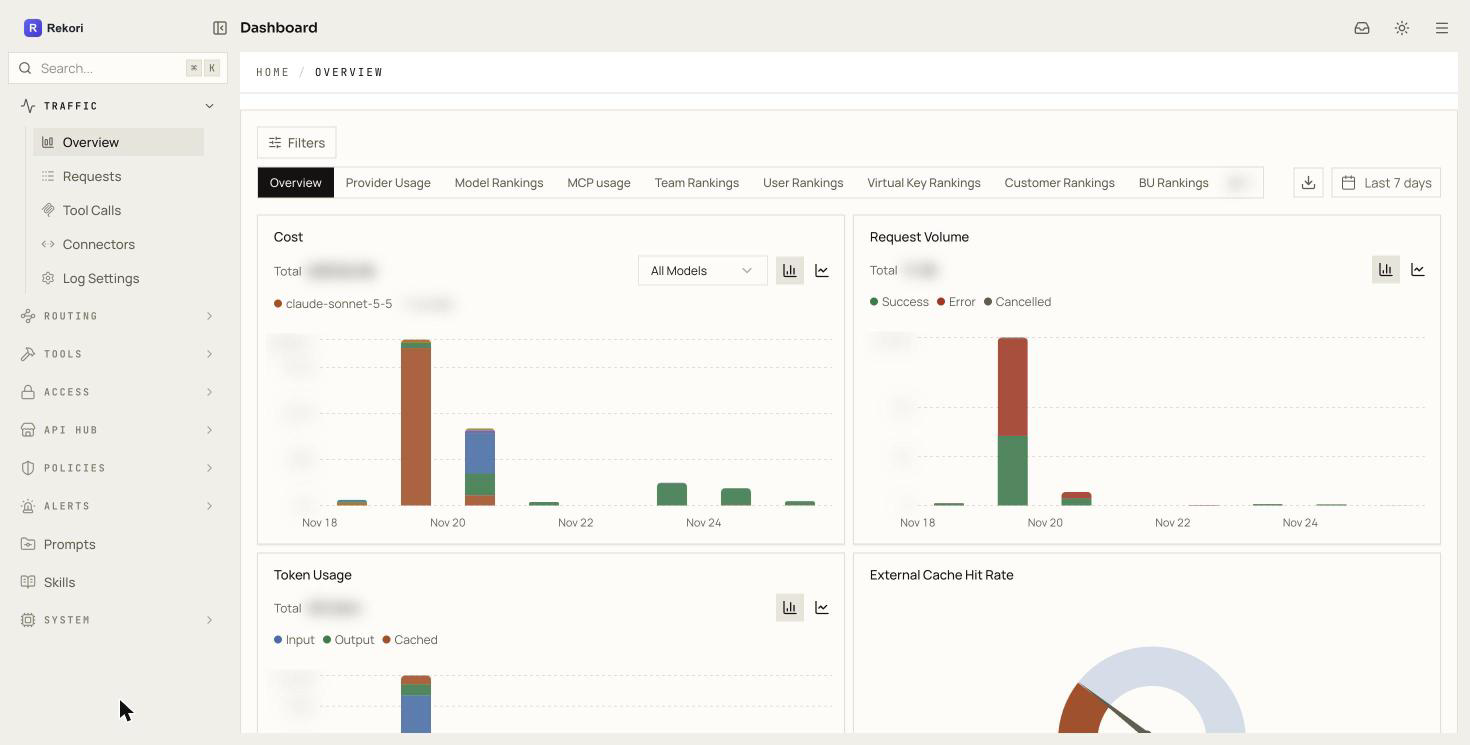 R Rekori
Dashboard
Search...
⌘ K
HOME / OVERVIEW
TRAFFIC
Overview
Requests
Tool Calls
Connectors
Log Settings
ROUTING
TOOLS
ACCESS
API HUB
POLICIES
ALERTS
Prompts
Skills
SYSTEM
Filters
Overview Provider Usage Model Rankings MCP usage Team Rankings User Rankings Virtual Key Rankings Customer Rankings BU Rankings
Last 7 days
Cost
Total
All Models
claude-sonnet-5-5
Nov 18 Nov 20 Nov 22 Nov 24
Request Volume
Total
Success Error Cancelled
Nov 18 Nov 20 Nov 22 Nov 24
Token Usage
Total
Input Output Cached
External Cache Hit Rate